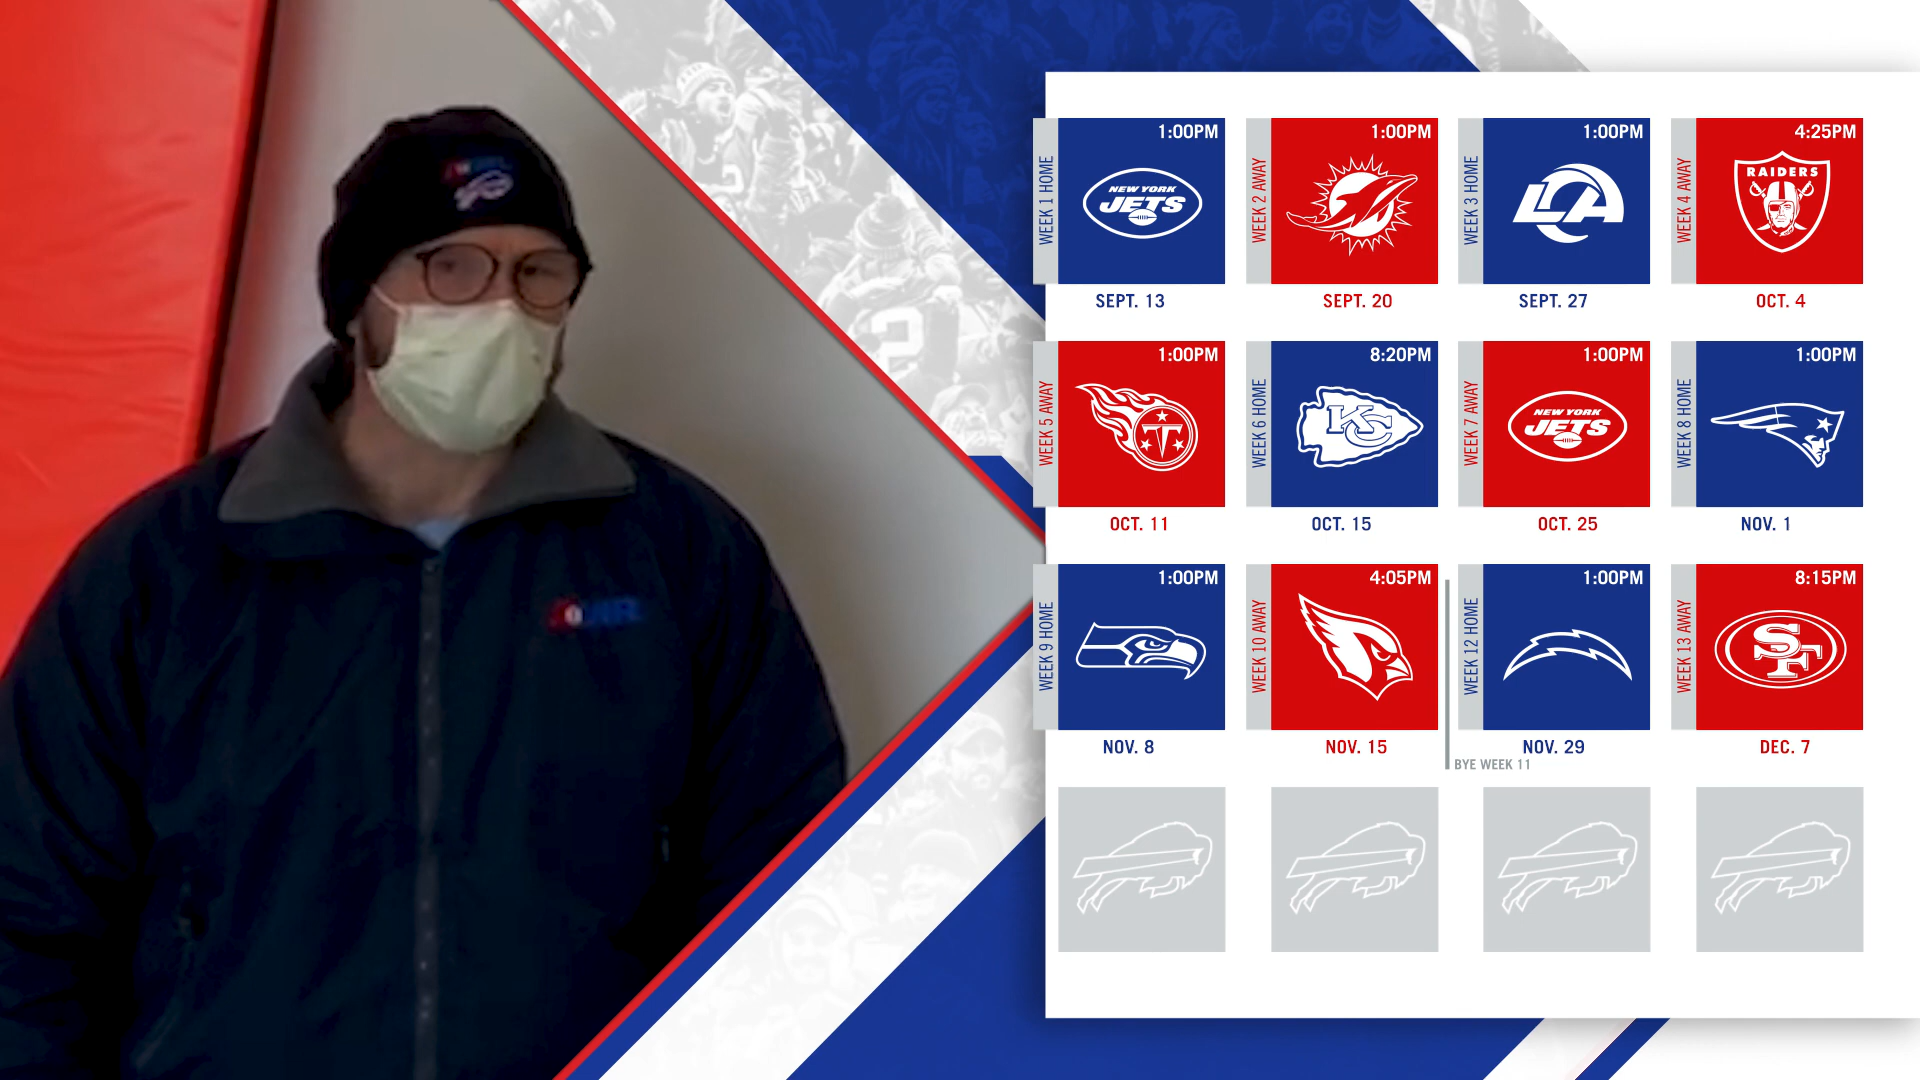 WEEK 1 HOME
1:00PM
NEW YORK
JETS
SEPT. 13
WEEK 2 AWAY
1:00PM
SEPT. 20
WEEK 3 HOME
1:00PM
LA
SEPT. 27
WEEK 4 AWAY
4:25PM
RAIDERS
OCT. 4
WEEK 5 AWAY
1:00PM
T
OCT. 11
WEEK 6 HOME
8:20PM
KC
OCT. 15
WEEK 7 AWAY
1:00PM
NEW YORK
JETS
OCT. 25
WEEK 8 HOME
1:00PM
NOV. 1
WEEK 9 HOME
1:00PM
NOV. 8
WEEK 10 AWAY
4:05PM
NOV. 15
BYE WEEK 11
WEEK 12 HOME
1:00PM
NOV. 29
WEEK 13 AWAY
8:15PM
SF
DEC. 7
2